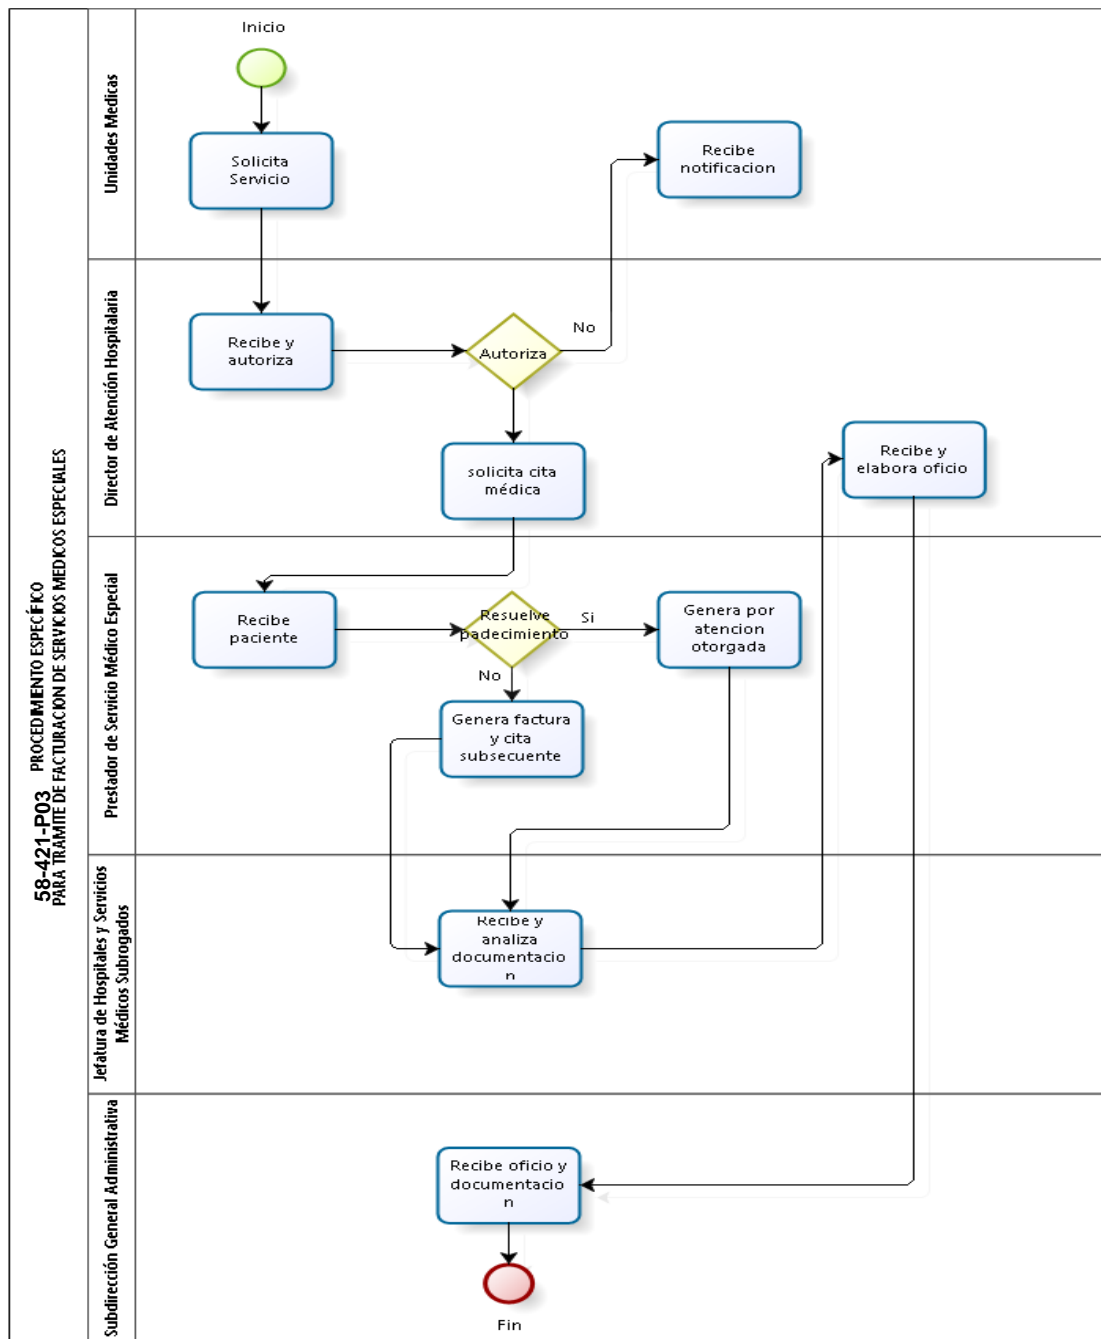 58-421-P03 PROCEDIMIENTO ESPECÍFICO
PARA TRAMITE DE FACTURACION DE SERVICIOS MEDICOS ESPECIALES
Unidades Medicas
Inicio
Solicita
Servicio
Recibe
notificacion
Director de Atención Hospitalaria
Recibe y
autoriza
Autoriza
No
solicita cita
médica
Recibe y
elabora oficio
Prestador de Servicio Médico Especial
Recibe
paciente
Resuelve
padecimiento
Si
No
Genera por
atencion
otorgada
Genera factura
y cita
subsecuente
Jefatura de Hospitales y Servicios
Médicos Subrogados
Recibe y
analiza
documentacio
n
Subdirección General Administrativa
Recibe oficio y
documentacio
n
Fin